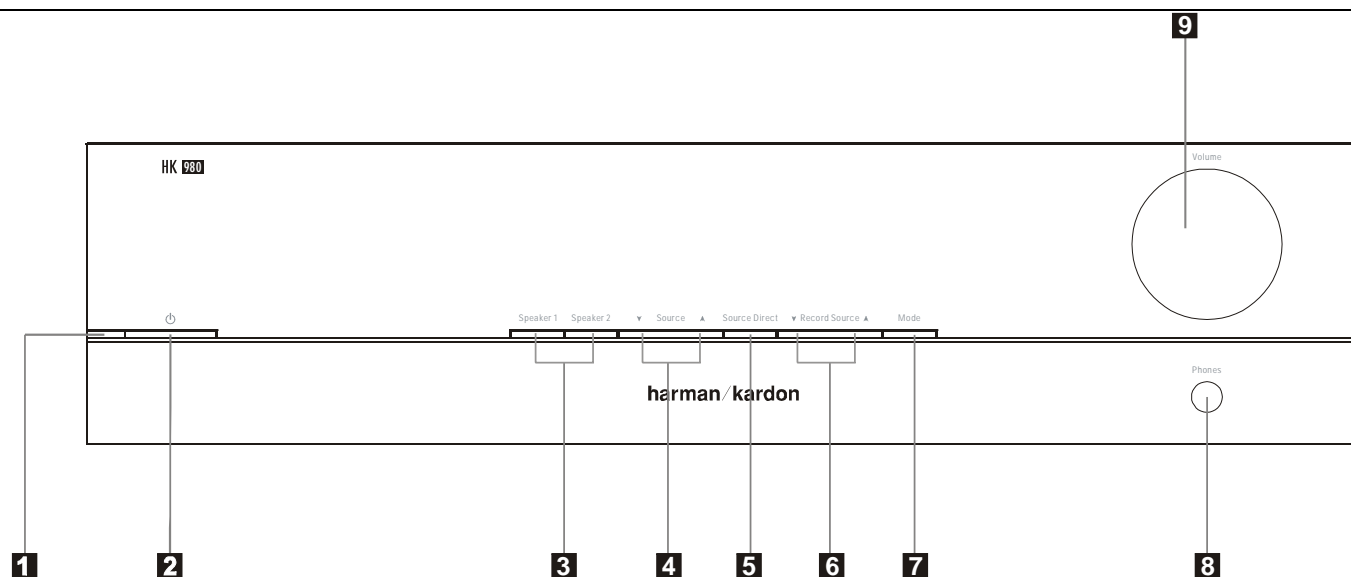 9
Volume
HK 980
Speaker 1 Speaker 2 ▼ Source ▲ Source Direct ▼ Record Source ▲ Mode
Phones
harman/kardon
1 2 3 4 5 6 7 8